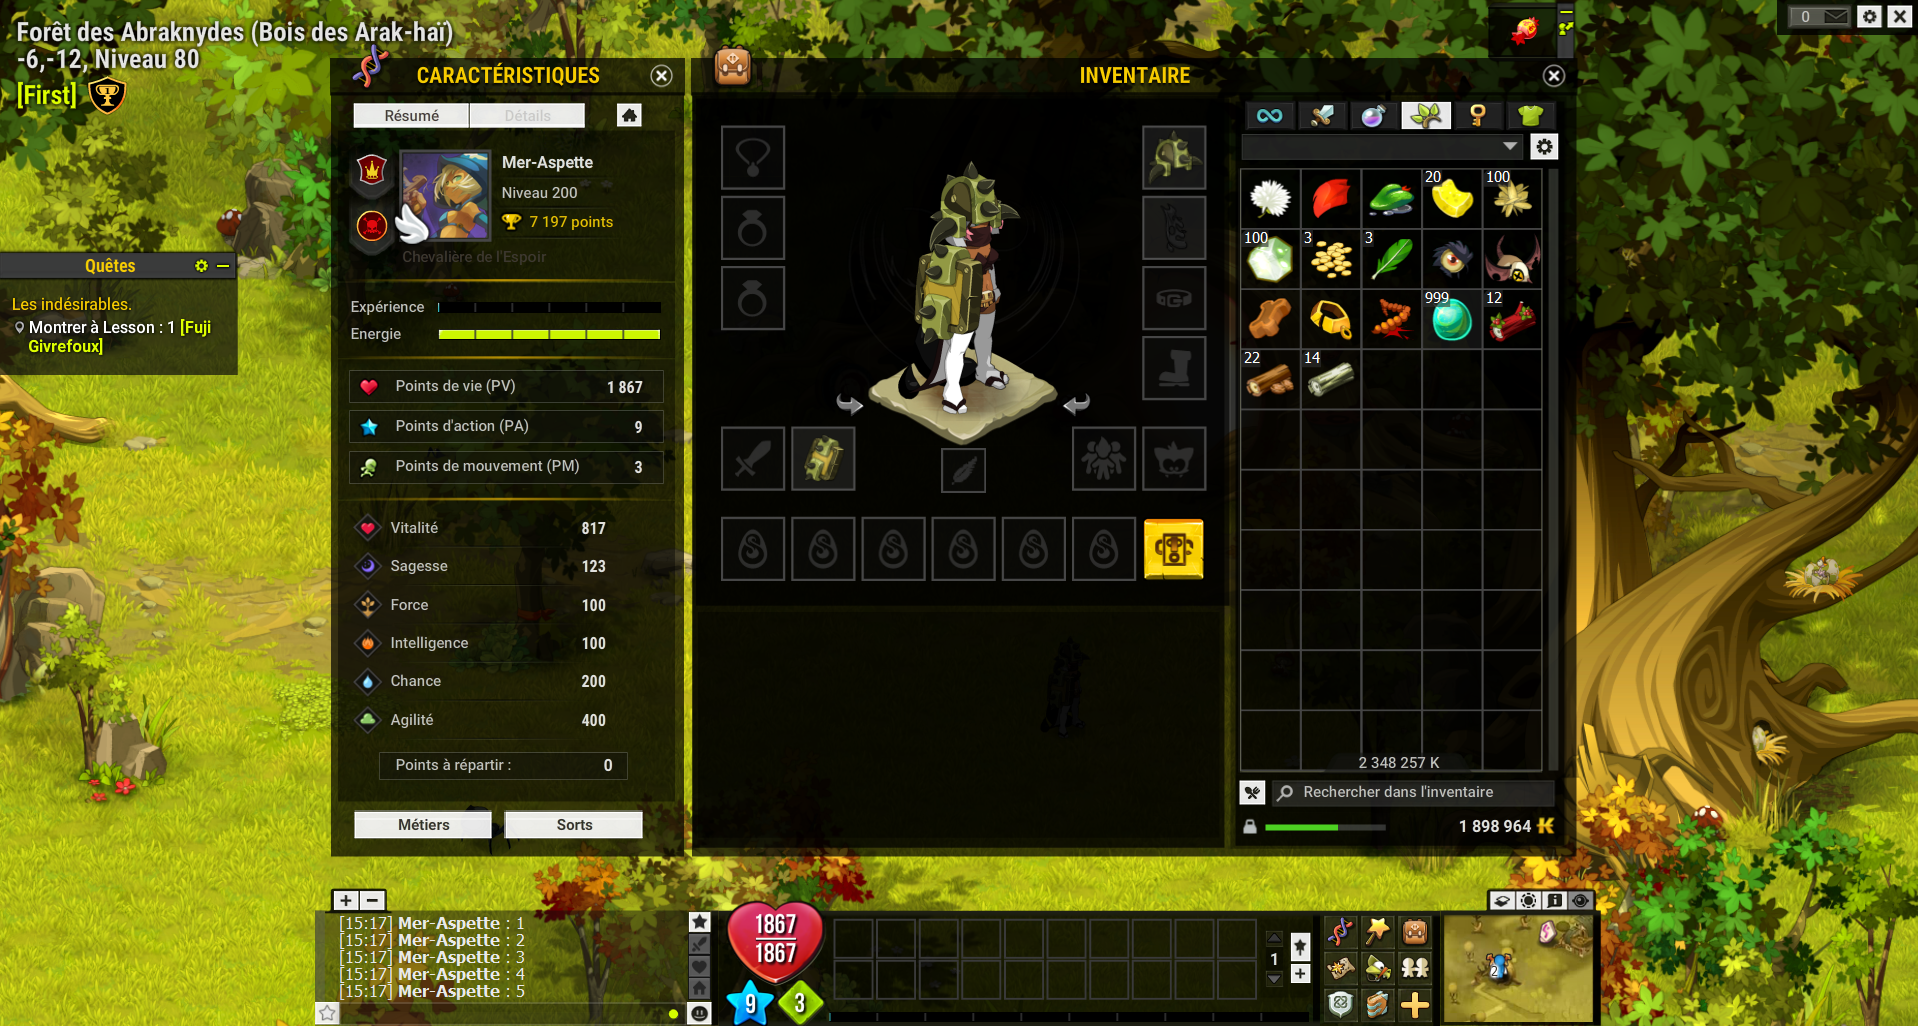 Forêt des Abraknydes (Bois des Arak-haï)
-6,-12, Niveau 80
[First]
Quêtes
Les indésirables.
Montrer à Lesson : 1 [Fuji
Givrefoux]
CARACTÉRISTIQUES
Résumé
Détails
Mer-Aspette
Niveau 200
7 197 points
Chevalière de l'Espoir
Expérience
Energie
Points de vie (PV) 1 867
Points d'action (PA) 9
Points de mouvement (PM) 3
Vitalité 817
Sagesse 123
Force 100
Intelligence 100
Chance 200
Agilité 400
Points à répartir : 0
Métiers
Sorts
INVENTAIRE
20
100
100
3
3
999
12
22
14
2 348 257 K
Rechercher dans l'inventaire
1 898 964 K
0
[15:17] Mer-Aspette : 1
[15:17] Mer-Aspette : 2
[15:17] Mer-Aspette : 3
[15:17] Mer-Aspette : 4
[15:17] Mer-Aspette : 5
1867
1867
9
3
1
2